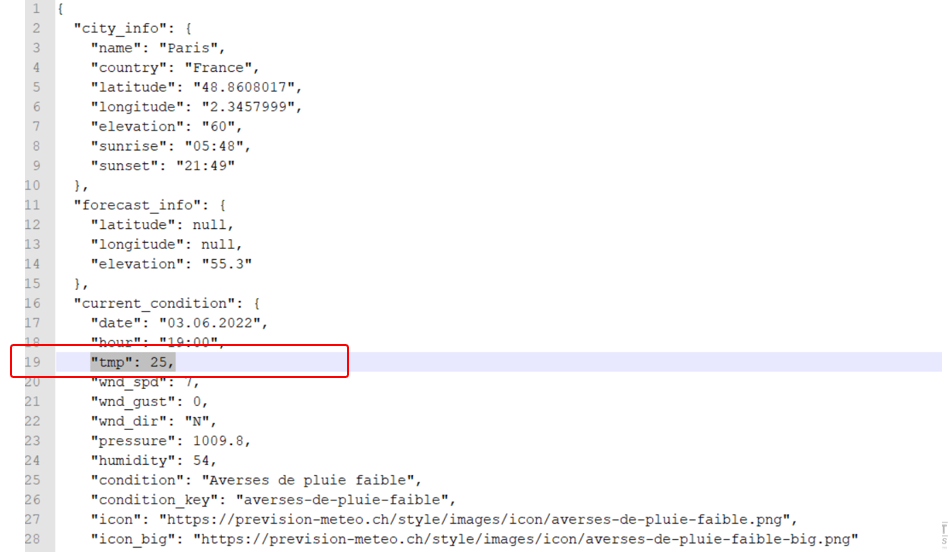 1 {
2 "city_info": {
3 "name": "Paris",
4 "country": "France",
5 "latitude": "48.8608017",
6 "longitude": "2.3457999",
7 "elevation": "60",
8 "sunrise": "05:48",
9 "sunset": "21:49"
10 },
11 "forecast_info": {
12 "latitude": null,
13 "longitude": null,
14 "elevation": "55.3"
15 },
16 "current_condition": {
17 "date": "03.06.2022",
18 "hour": "19:00",
19 "tmp": 25,
20 "wnd_spd": 7,
21 "wnd_gust": 0,
22 "wnd_dir": "N",
23 "pressure": 1009.8,
24 "humidity": 54,
25 "condition": "Averses de pluie faible",
26 "condition_key": "averses-de-pluie-faible",
27 "icon": "https://prevision-meteo.ch/style/images/icon/averses-de-pluie-faible.png",
28 "icon_big": "https://prevision-meteo.ch/style/images/icon/averses-de-pluie-faible-big.png"